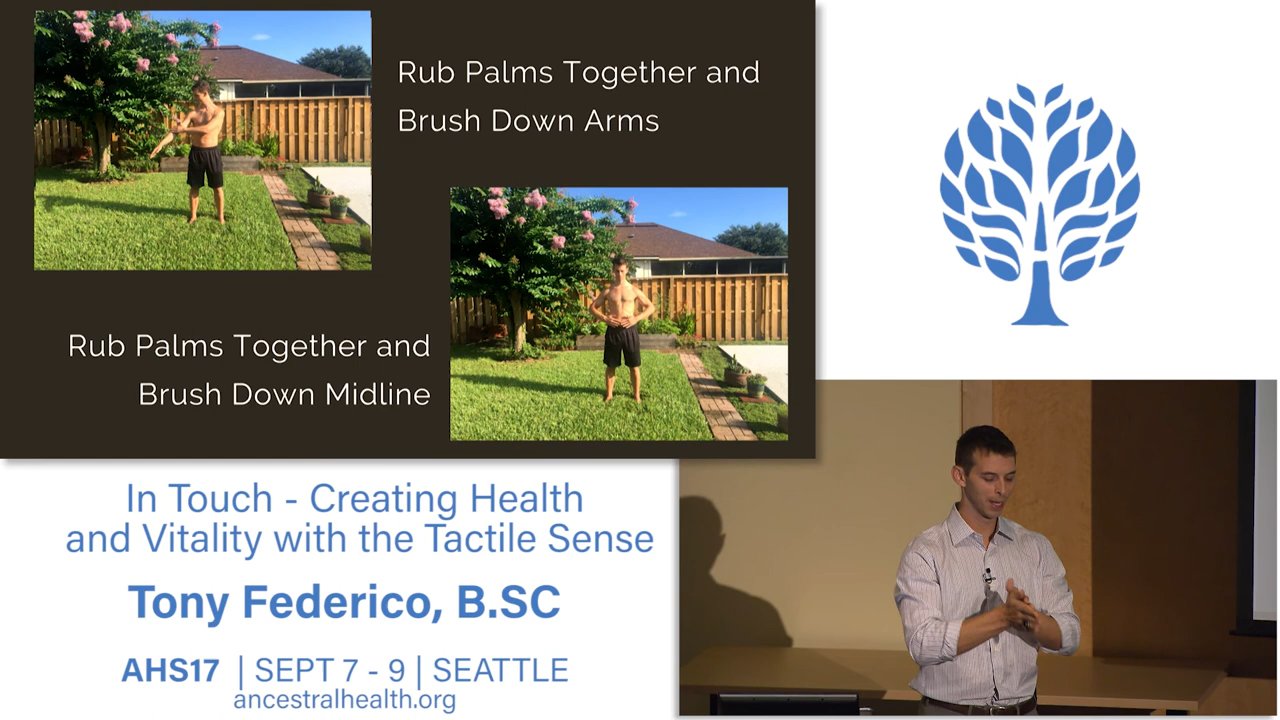 Rub Palms Together and
Brush Down Arms
Rub Palms Together and
Brush Down Midline
In Touch - Creating Health
and Vitality with the Tactile Sense
Tony Federico, B.SC
AHS17 | SEPT 7 - 9 | SEATTLE
ancestralhealth.org